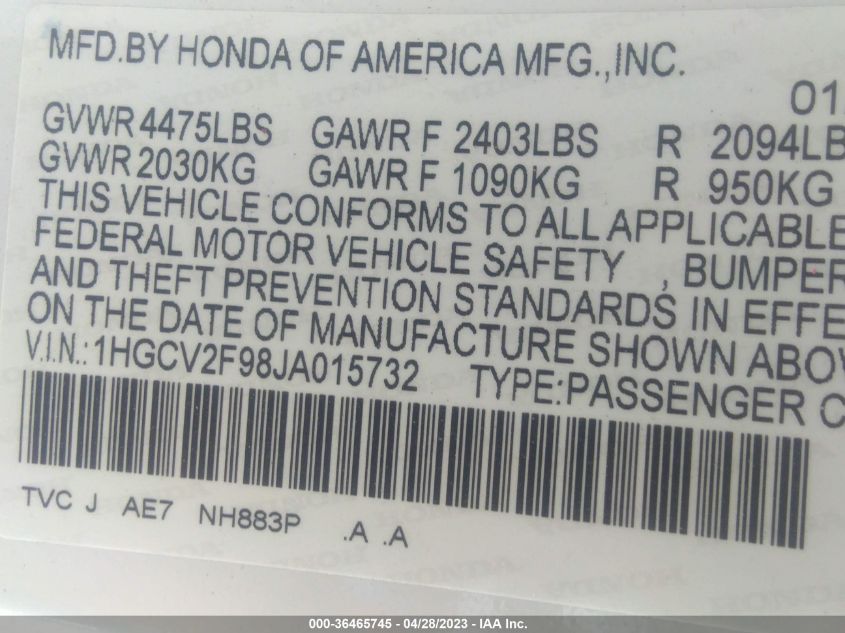 MFD.BY HONDA OF AMERICA MFG.,INC.
01
GVWR 4475LBS GAWR F 2403LBS R 2094LB
GVWR 2030KG GAWR F 1090KG R 950KG
THIS VEHICLE CONFORMS TO ALL APPLICABLE
FEDERAL MOTOR VEHICLE SAFETY , BUMPER
AND THEFT PREVENTION STANDARDS IN EFFE
ON THE DATE OF MANUFACTURE SHOWN ABOV
V.I.N.:1HGCV2F98JA015732 TYPE:PASSENGER C
TVC J AE7 NH883P .A .A
000-36465745 - 04/28/2023 - IAA Inc.